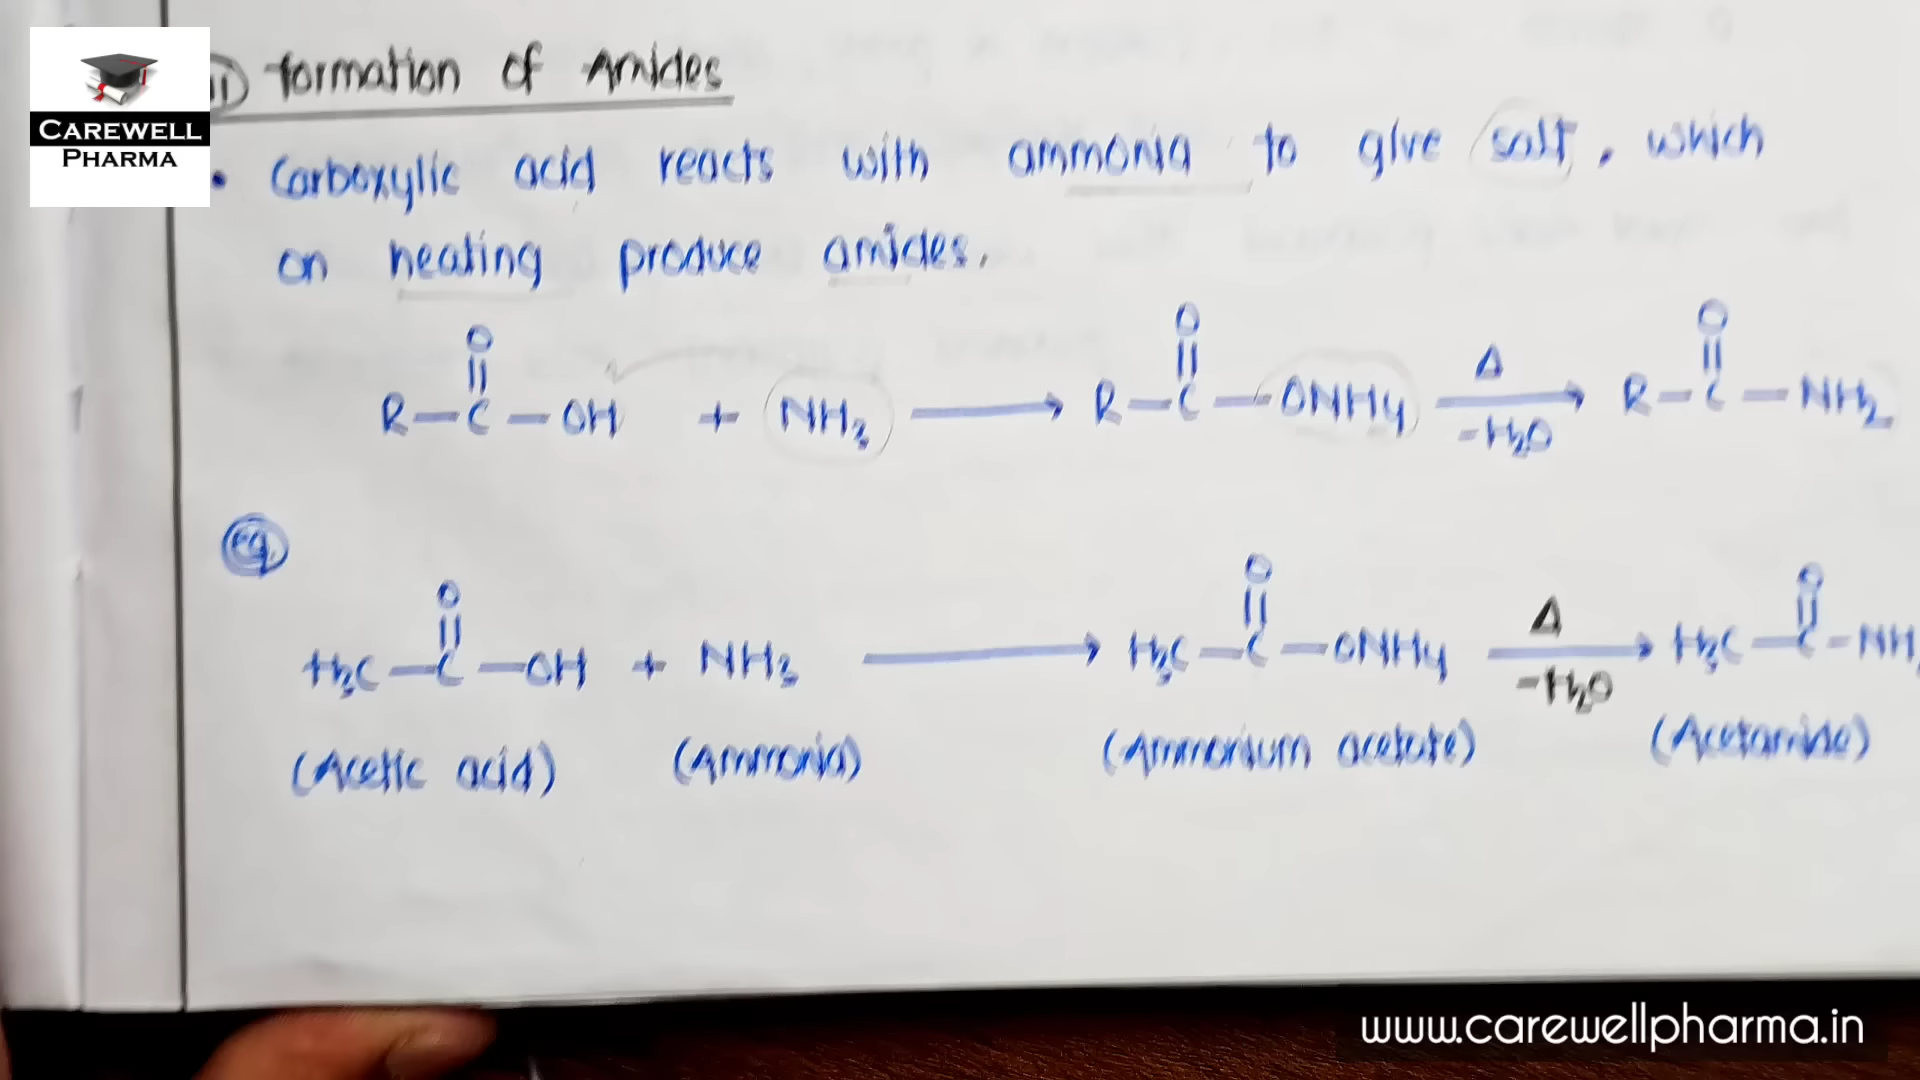 CAREWELL
PHARMA
formation of Amides
• Carboxylic acid reacts with ammonia to give salt, which
on heating produce amides.
O O O
|| || Δ ||
R—C—OH + NH3 → R—C—ONH4 → R—C—NH2
-H2O
eg.
O O O
|| || Δ ||
H3C—C—OH + NH3 → H3C—C—ONH4 → H3C—C-NH
-H2O
(Acetic acid) (Ammonia) (Ammonium acetate) (Acetamide)
www.carewellpharma.in